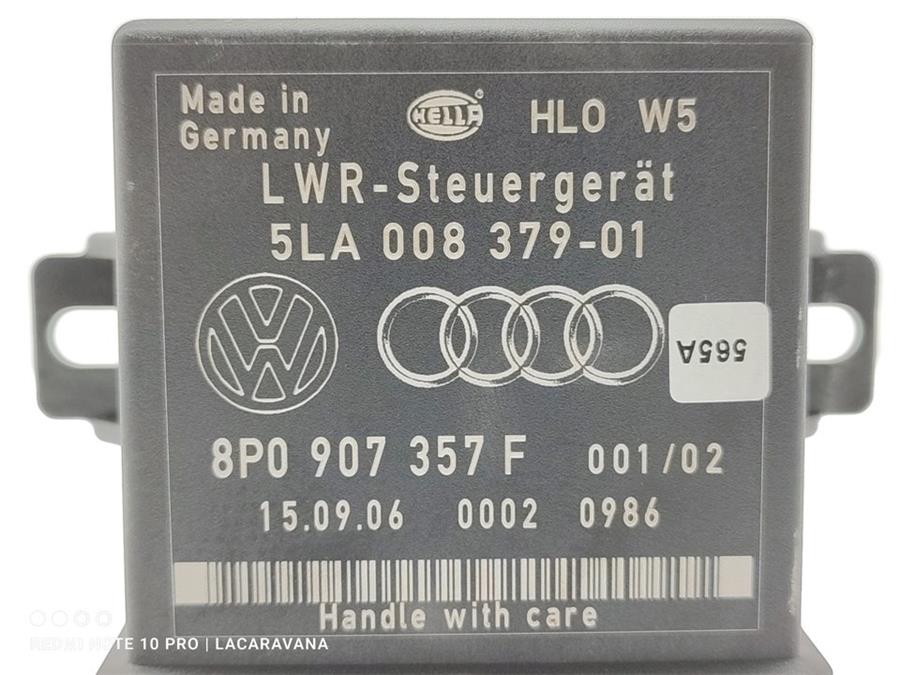 Made in
Germany
HELLA
HLO W5
LWR-Steuergerät
5LA 008 379-01
565A
8P0 907 357 F 001/02
15.09.06 0002 0986
Handle with care
REDMI NOTE 10 PRO | LACARAVANA